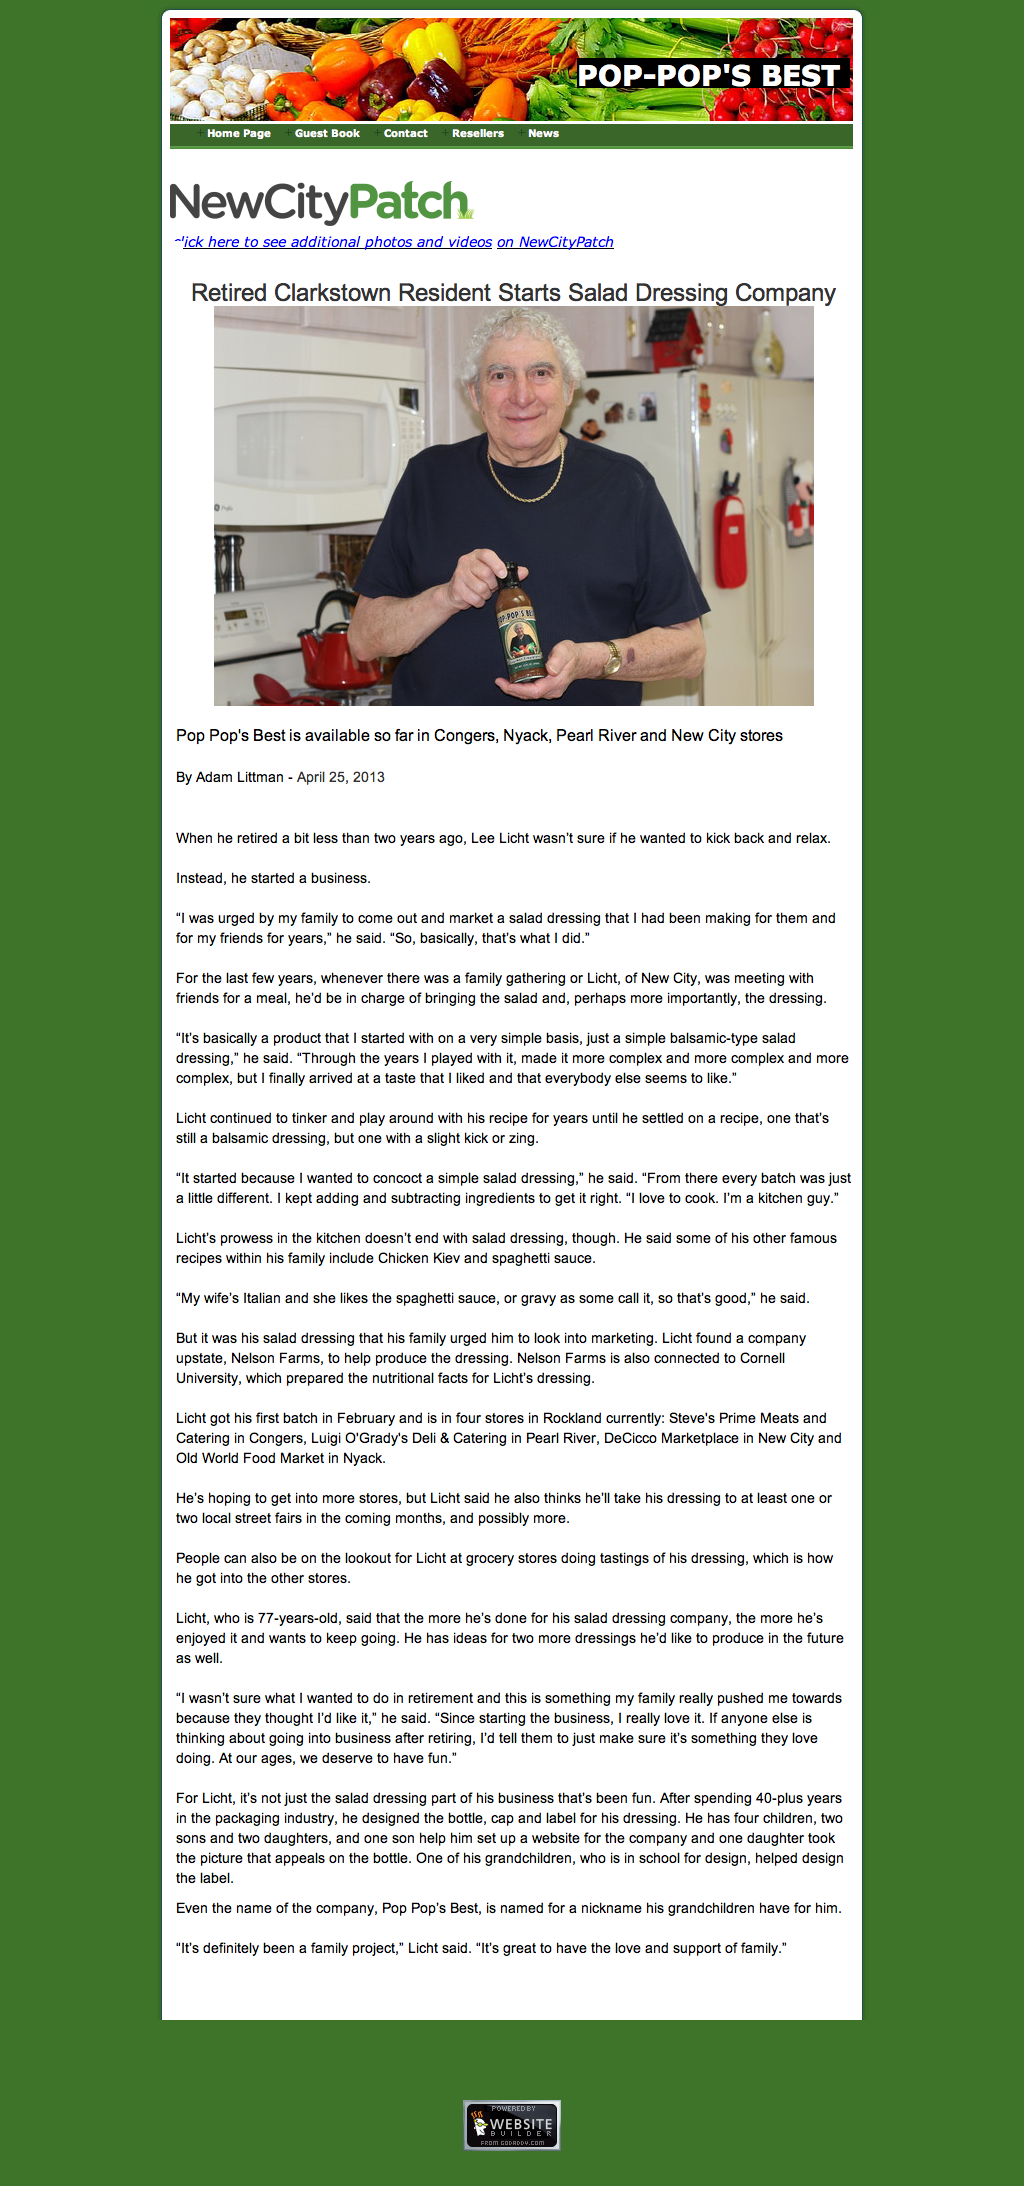 POP-POP'S BEST
Home Page Guest Book Contact Resellers News
NewCityPatch
ick here to see additional photos and videos on NewCityPatch
Retired Clarkstown Resident Starts Salad Dressing Company
POP-POP'S BEST
Pop Pop's Best is available so far in Congers, Nyack, Pearl River and New City stores
By Adam Littman - April 25, 2013
When he retired a bit less than two years ago, Lee Licht wasn’t sure if he wanted to kick back and relax.
Instead, he started a business.
“I was urged by my family to come out and market a salad dressing that I had been making for them and
for my friends for years,” he said. “So, basically, that’s what I did.”
For the last few years, whenever there was a family gathering or Licht, of New City, was meeting with
friends for a meal, he’d be in charge of bringing the salad and, perhaps more importantly, the dressing.
“It’s basically a product that I started with on a very simple basis, just a simple balsamic-type salad
dressing,” he said. “Through the years I played with it, made it more complex and more complex and more
complex, but I finally arrived at a taste that I liked and that everybody else seems to like.”
Licht continued to tinker and play around with his recipe for years until he settled on a recipe, one that’s
still a balsamic dressing, but one with a slight kick or zing.
“It started because I wanted to concoct a simple salad dressing,” he said. “From there every batch was just
a little different. I kept adding and subtracting ingredients to get it right. “I love to cook. I’m a kitchen guy.”
Licht’s prowess in the kitchen doesn’t end with salad dressing, though. He said some of his other famous
recipes within his family include Chicken Kiev and spaghetti sauce.
“My wife’s Italian and she likes the spaghetti sauce, or gravy as some call it, so that’s good,” he said.
But it was his salad dressing that his family urged him to look into marketing. Licht found a company
upstate, Nelson Farms, to help produce the dressing. Nelson Farms is also connected to Cornell
University, which prepared the nutritional facts for Licht’s dressing.
Licht got his first batch in February and is in four stores in Rockland currently: Steve's Prime Meats and
Catering in Congers, Luigi O'Grady's Deli & Catering in Pearl River, DeCicco Marketplace in New City and
Old World Food Market in Nyack.
He’s hoping to get into more stores, but Licht said he also thinks he’ll take his dressing to at least one or
two local street fairs in the coming months, and possibly more.
People can also be on the lookout for Licht at grocery stores doing tastings of his dressing, which is how
he got into the other stores.
Licht, who is 77-years-old, said that the more he’s done for his salad dressing company, the more he’s
enjoyed it and wants to keep going. He has ideas for two more dressings he’d like to produce in the future
as well.
“I wasn’t sure what I wanted to do in retirement and this is something my family really pushed me towards
because they thought I’d like it,” he said. “Since starting the business, I really love it. If anyone else is
thinking about going into business after retiring, I’d tell them to just make sure it’s something they love
doing. At our ages, we deserve to have fun.”
For Licht, it’s not just the salad dressing part of his business that’s been fun. After spending 40-plus years
in the packaging industry, he designed the bottle, cap and label for his dressing. He has four children, two
sons and two daughters, and one son help him set up a website for the company and one daughter took
the picture that appeals on the bottle. One of his grandchildren, who is in school for design, helped design
the label.
Even the name of the company, Pop Pop’s Best, is named for a nickname his grandchildren have for him.
“It’s definitely been a family project,” Licht said. “It’s great to have the love and support of family.”
POWERED BY
WEBSITE
BUILDER
FROM GODADDY.COM